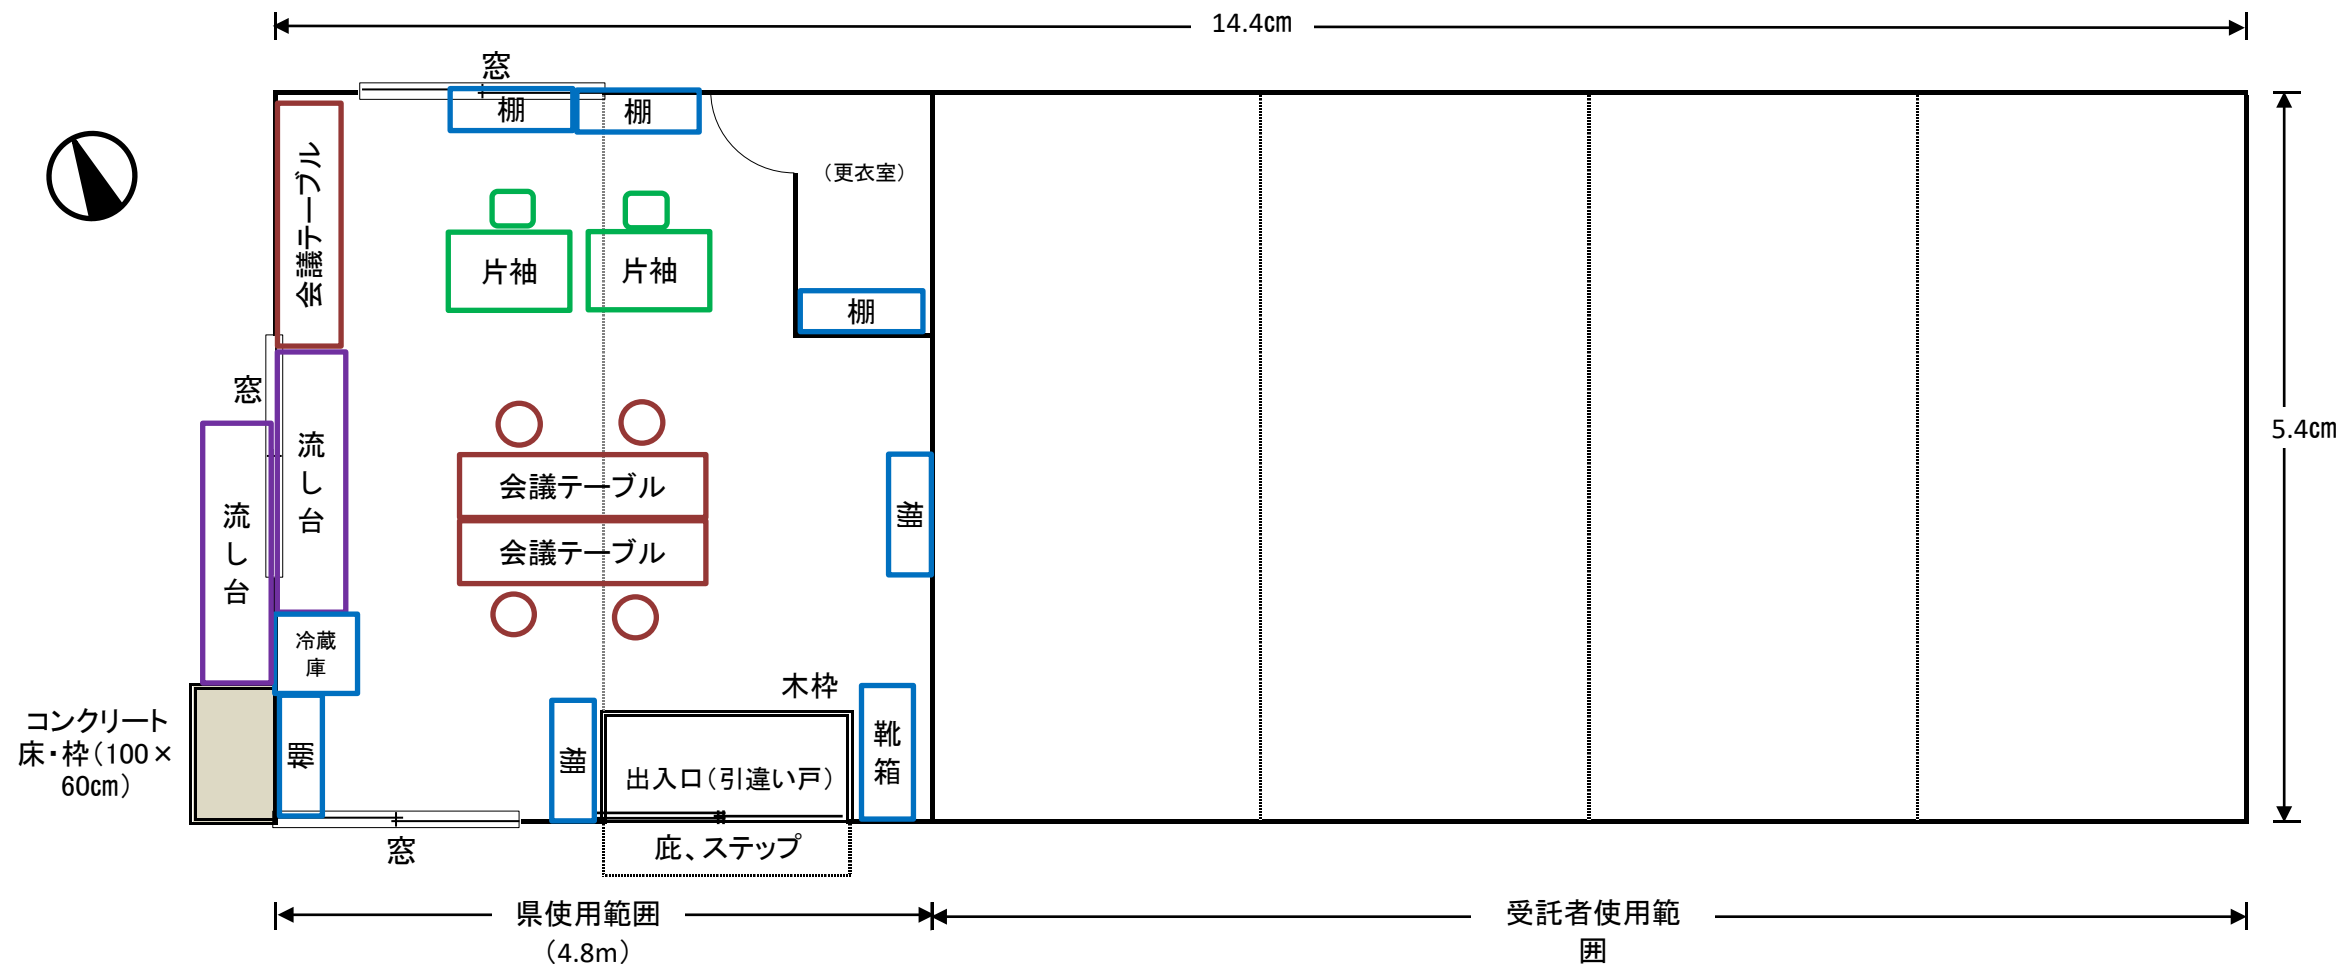 14.4㎝
窓
棚
棚
会議テーブル
（更衣室）
片袖
片袖
棚
窓
5.4㎝
流し台
流し台
会議テーブル
会議テーブル
棚
冷蔵
庫
木枠
コンクリート
床・枠（100×
60㎝）
棚
棚
靴箱
出入口（引違い戸）
窓
庇、ステップ
県使用範囲
（4.8m）
受託者使用範
囲